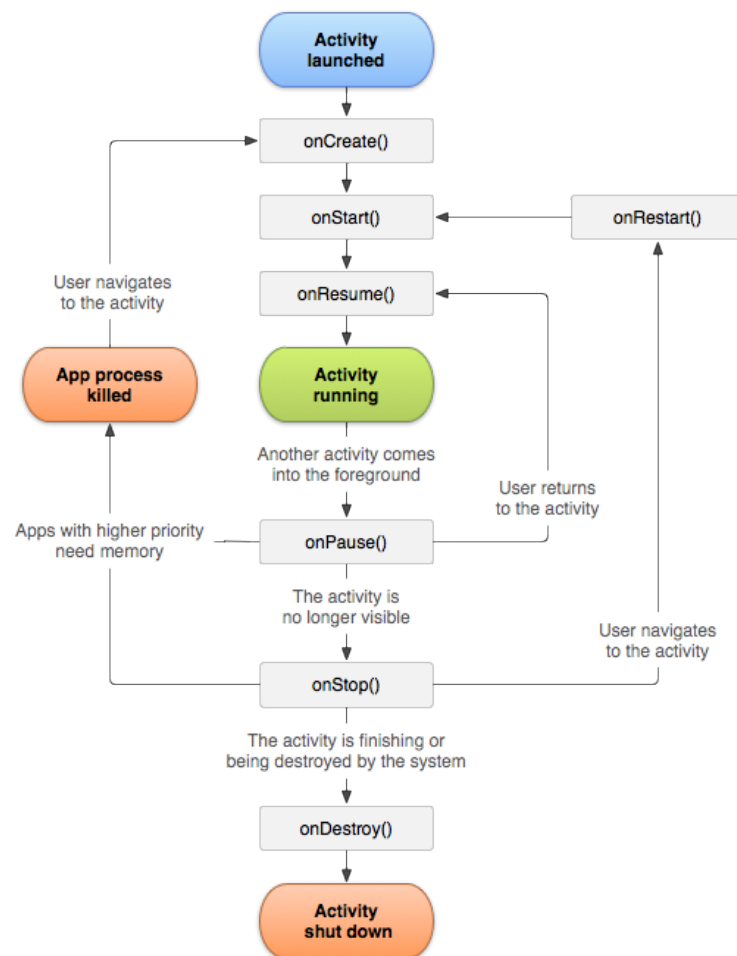 Activity
launched
onCreate()
onStart()
onRestart()
User navigates
to the activity
onResume()
App process
killed
Activity
running
Another activity comes
into the foreground
User returns
to the activity
Apps with higher priority
need memory
onPause()
The activity is
no longer visible
User navigates
to the activity
onStop()
The activity is finishing or
being destroyed by the system
onDestroy()
Activity
shut down